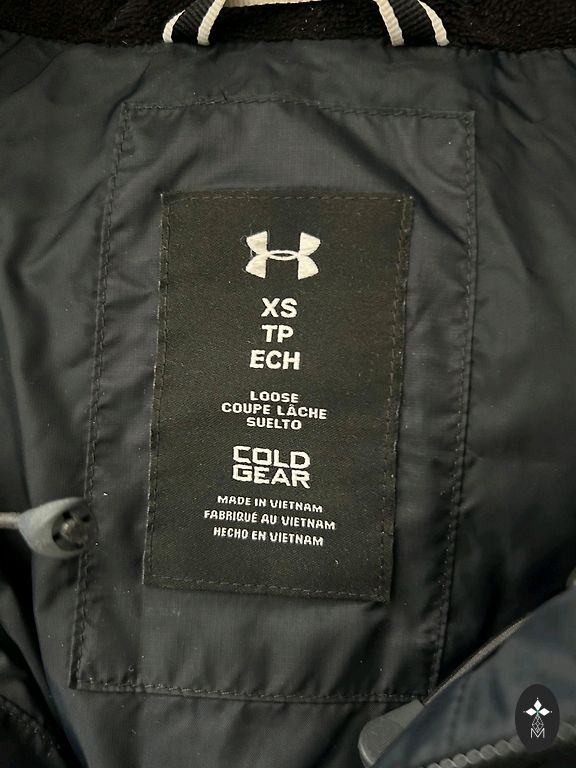 XS
TP
ECH
LOOSE
COUPE LÂCHE
SUELTO
COLD
GEAR
MADE IN VIETNAM
FABRIQUÉ AU VIETNAM
HECHO EN VIETNAM
M